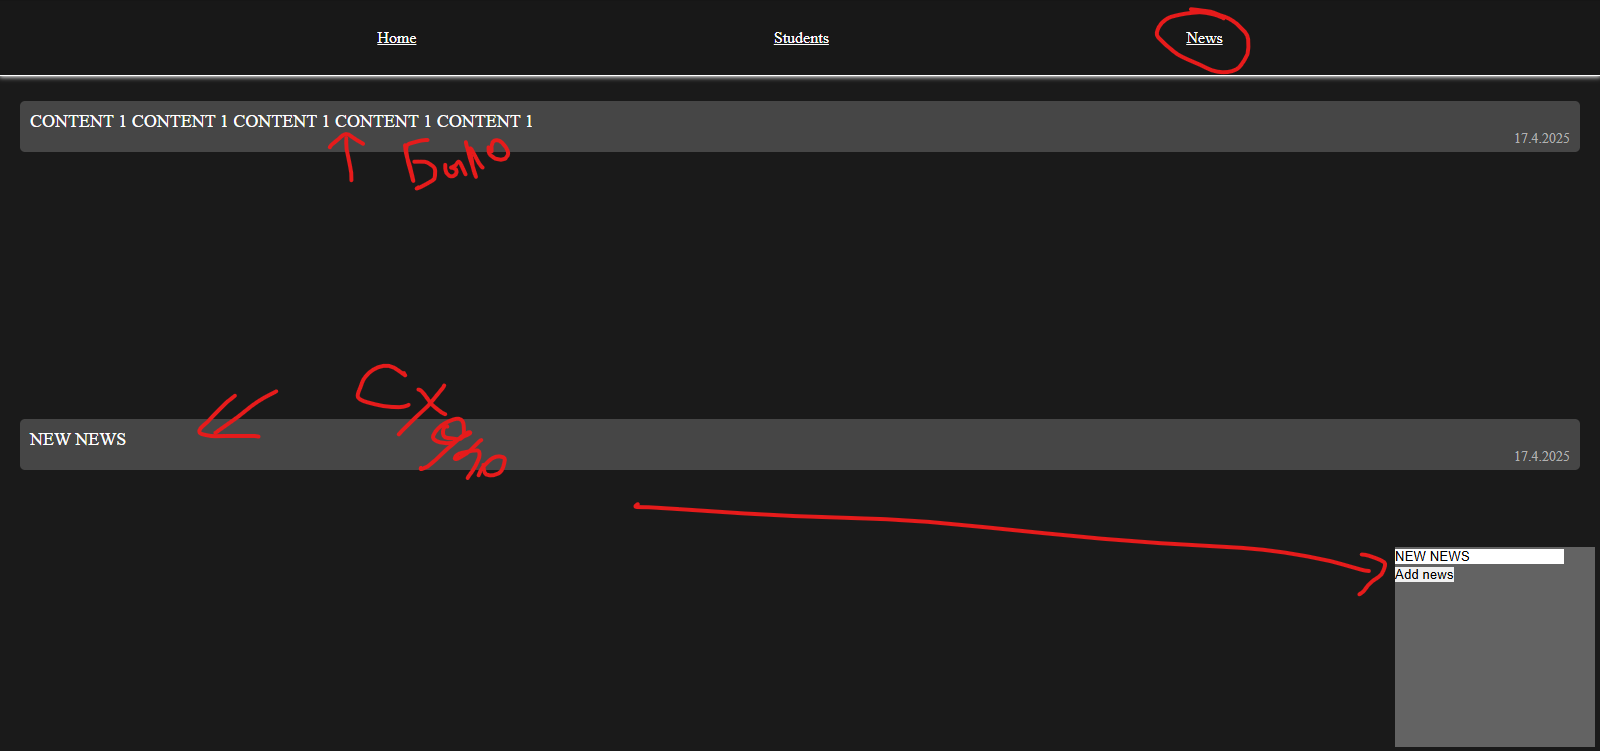 Home Students News
CONTENT 1 CONTENT 1 CONTENT 1 CONTENT 1 CONTENT 1
17.4.2025
Было
NEW NEWS
17.4.2025
NEW NEWS
Add news